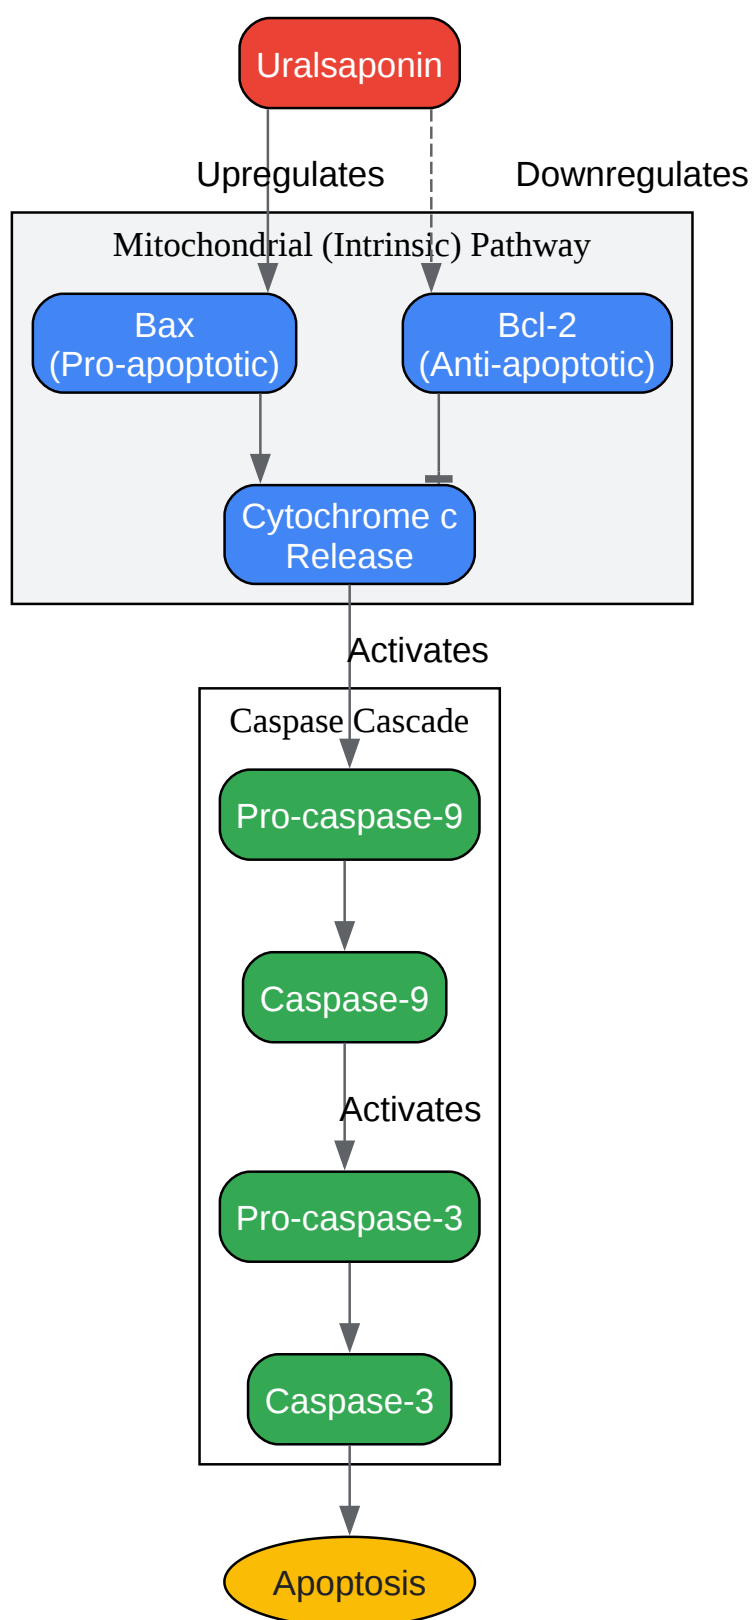 Uralsaponin
Upregulates
Downregulates
Mitochondrial (Intrinsic) Pathway
Bax
(Pro-apoptotic)
Bcl-2
(Anti-apoptotic)
Cytochrome c
Release
Activates
Caspase Cascade
Pro-caspase-9
Caspase-9
Activates
Pro-caspase-3
Caspase-3
Apoptosis